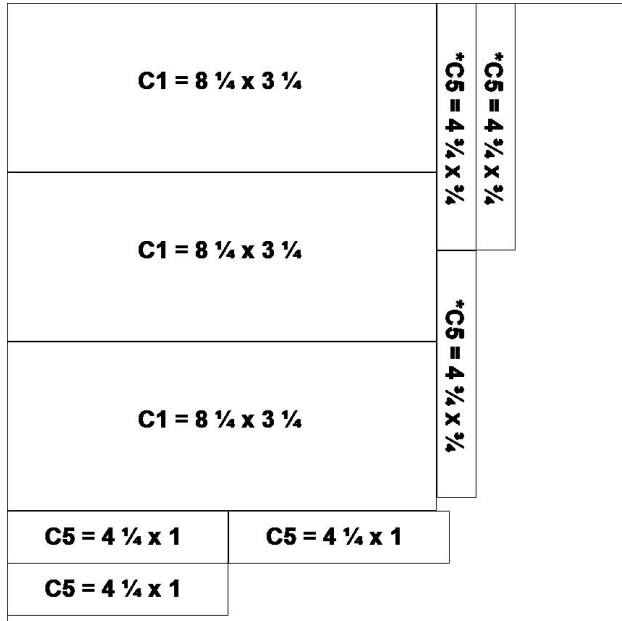 C1 = 8 ¼ x 3 ¼
*C5 = 4 ¾ x ¾
*C5 = 4 ¾ x ¾
C1 = 8 ¼ x 3 ¼
*C5 = 4 ¾ x ¾
C1 = 8 ¼ x 3 ¼
C5 = 4 ¼ x 1
C5 = 4 ¼ x 1
C5 = 4 ¼ x 1